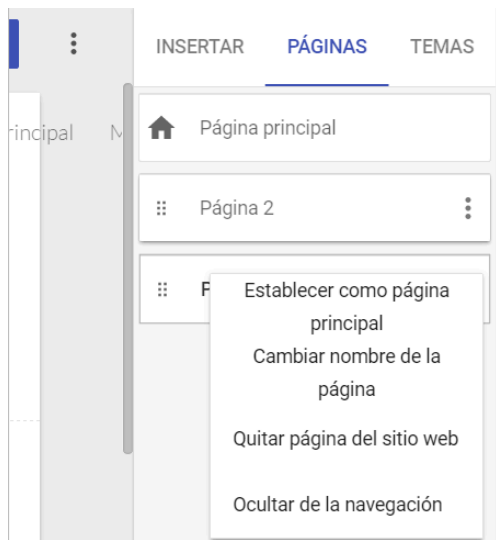 INSERTAR PÁGINAS TEMAS
rincipal M
Página principal
Página 2
P
Establecer como página
principal
Cambiar nombre de la
página
Quitar página del sitio web
Ocultar de la navegación